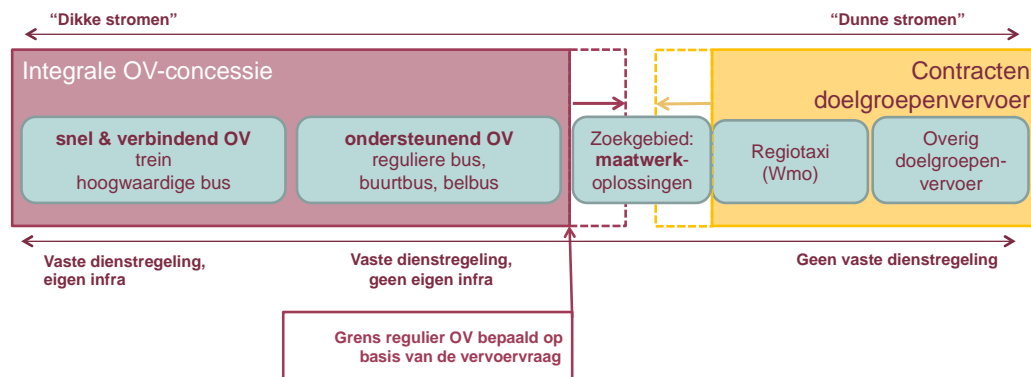 “Dikke stromen”
“Dunne stromen”
Integrale OV-concessie
Contracten
doelgroepenvervoer
snel & verbindend OV
trein
hoogwaardige bus
ondersteunend OV
reguliere bus,
buurtbus, belbus
Zoekgebied:
maatwerk-
oplossingen
Regiotaxi
(Wmo)
Overig
doelgroepen-
vervoer
Vaste dienstregeling,
eigen infra
Vaste dienstregeling,
geen eigen infra
Geen vaste dienstregeling
Grens regulier OV bepaald op
basis van de vervoervraag